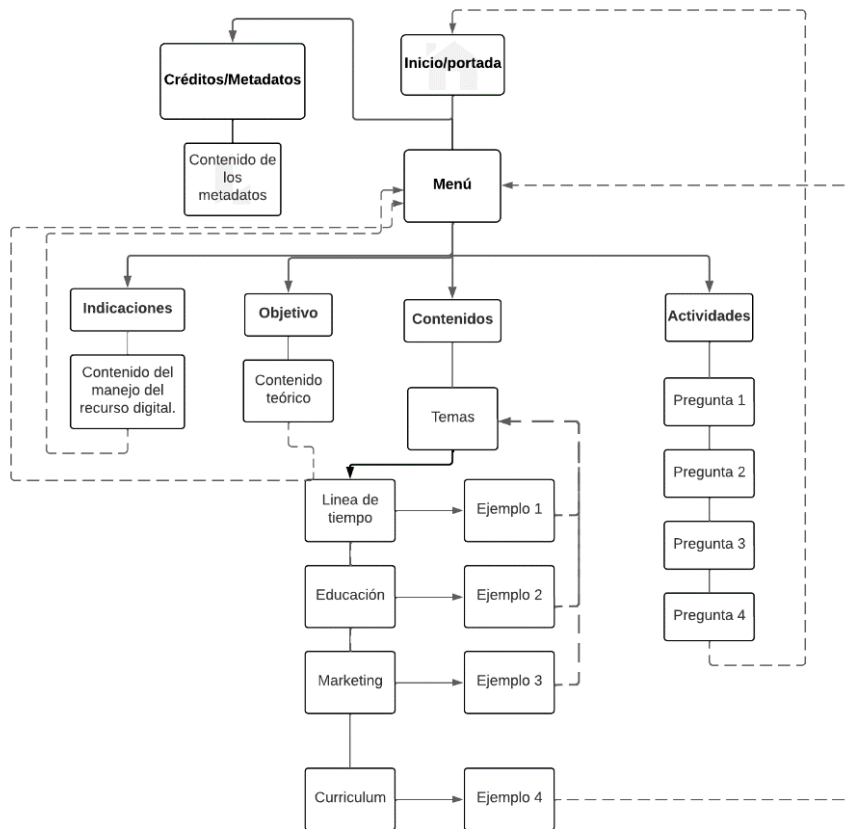 Inicio/portada
Créditos/Metadatos
Contenido de
los
metadatos
Menú
Indicaciones
Objetivo
Contenidos
Actividades
Contenido del
manejo del
recurso digital.
Contenido
teórico
Temas
Pregunta 1
Pregunta 2
Pregunta 3
Pregunta 4
Linea de
tiempo
Ejemplo 1
Educación
Ejemplo 2
Marketing
Ejemplo 3
Curriculum
Ejemplo 4